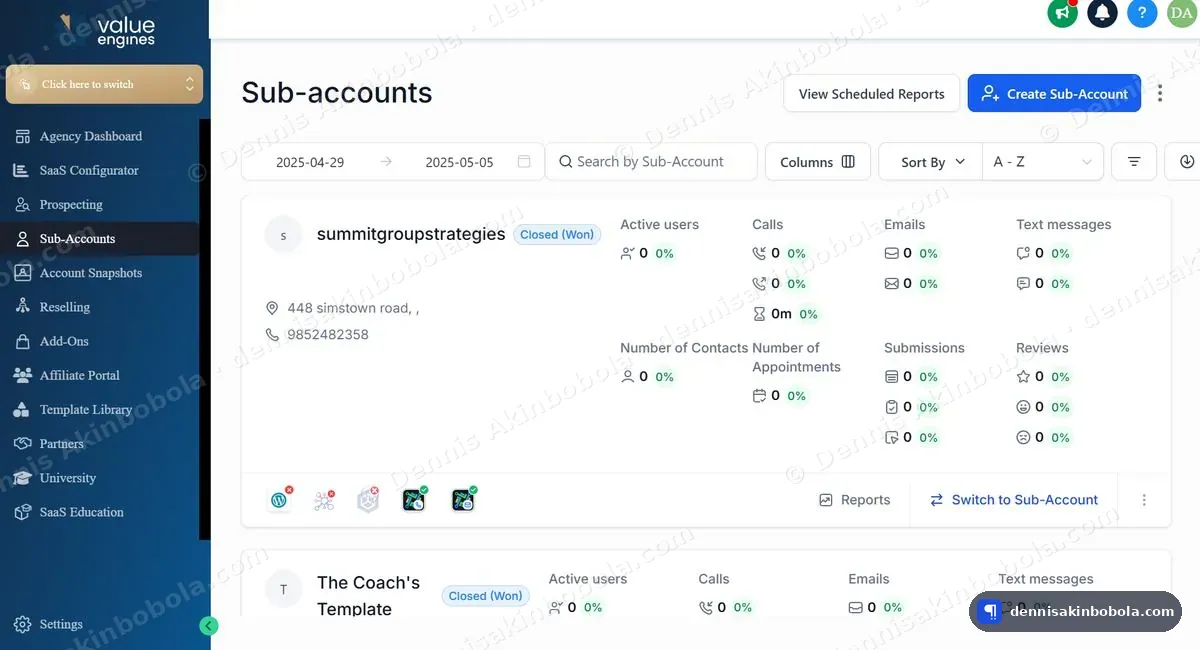 value
engines
Click here to switch
Agency Dashboard
SaaS Configurator
Prospecting
Sub-Accounts
Account Snapshots
Reselling
Add-Ons
Affiliate Portal
Template Library
Partners
University
SaaS Education
Settings
DA
Sub-accounts
View Scheduled Reports
Create Sub-Account
2025-04-29
2025-05-05
Search by Sub-Account
Columns
Sort By
A - Z
s
summitgroupstrategies
Closed (Won)
448 simstown road, ,
9852482358
Active users
0 0%
Calls
0 0%
0 0%
0m 0%
Emails
0 0%
0 0%
Text messages
0 0%
0 0%
Number of Contacts
0 0%
Number of
Appointments
0 0%
Submissions
0 0%
0 0%
0 0%
Reviews
0 0%
0 0%
0 0%
Reports
Switch to Sub-Account
T
The Coach's
Template
Closed (Won)
Active users
0 0%
Calls
0 0%
Emails
0 0%
Text messages
0 0%
dennisakinbobola.com
© Dennis Akinbobola · dennisakinbobola.com